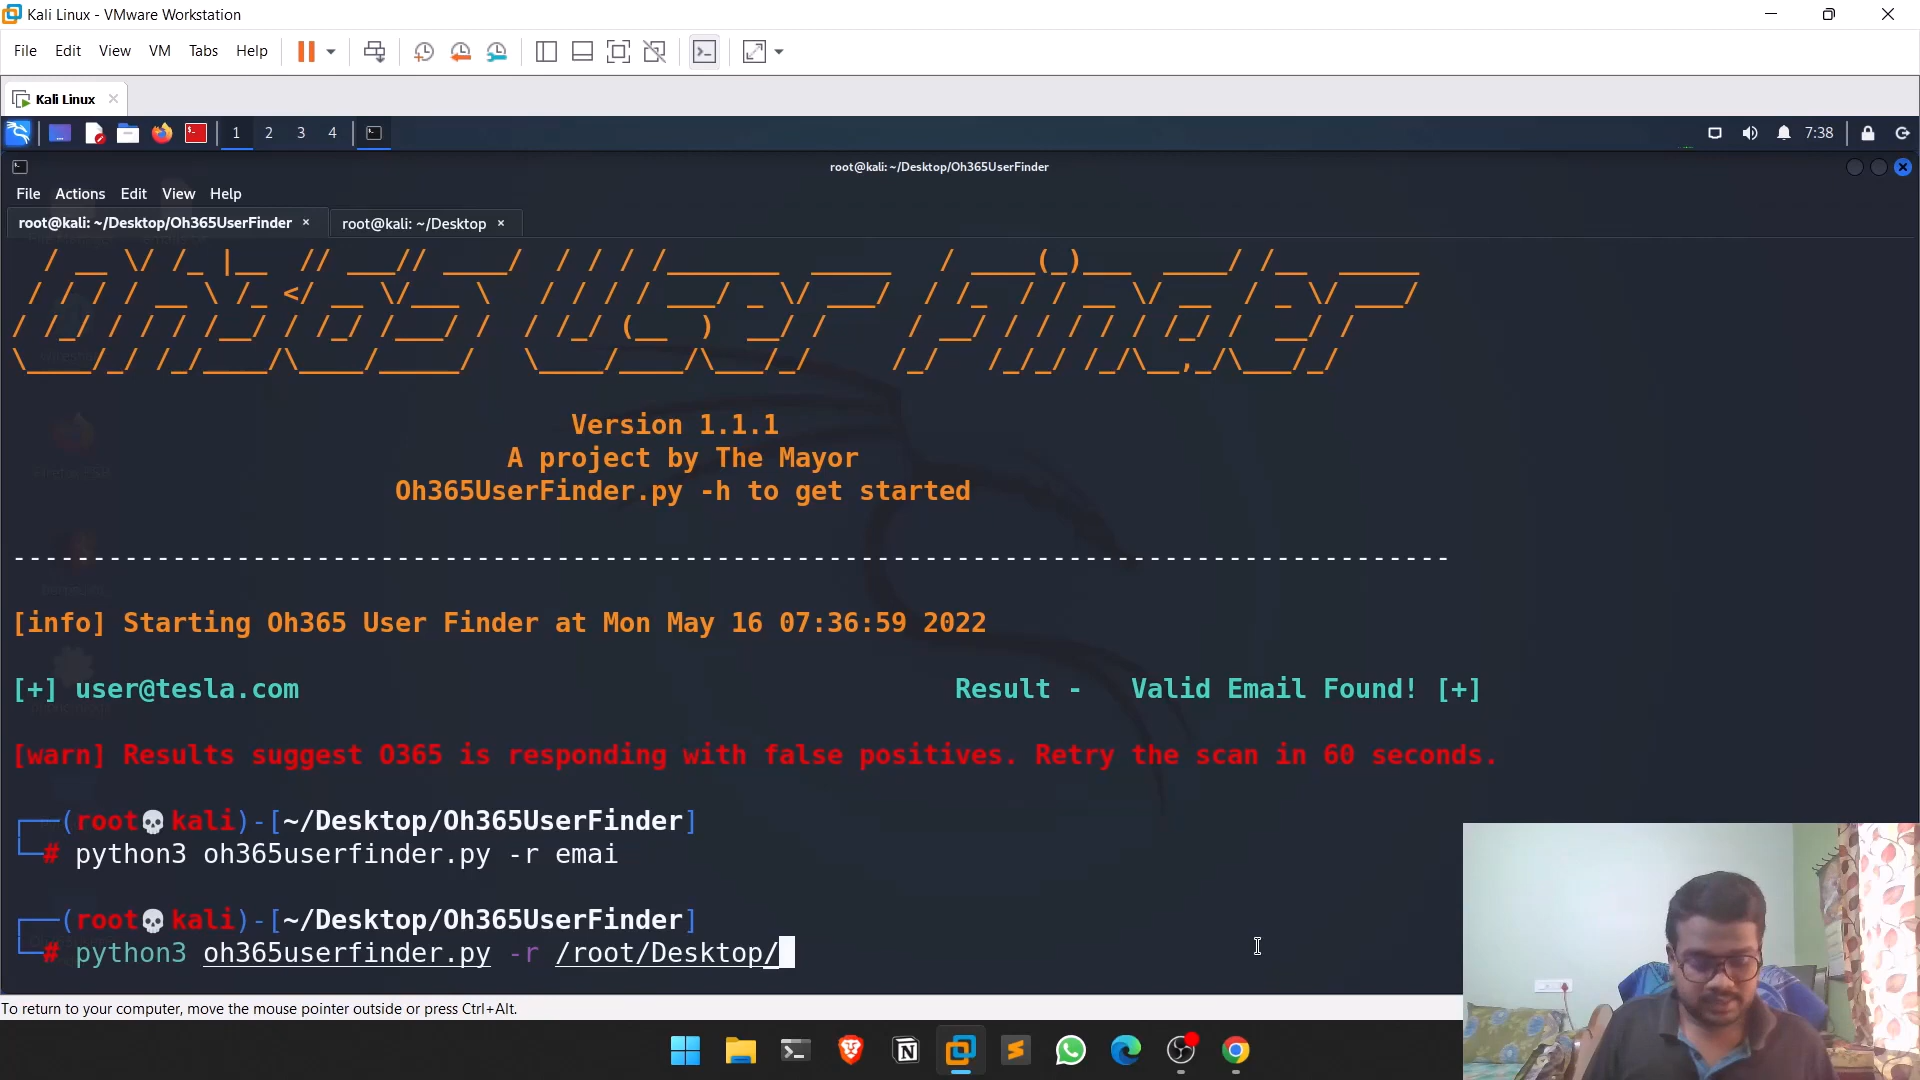 Kali Linux - VMware Workstation
File Edit View VM Tabs Help
Kali Linux
1 2 3 4
7:38
root@kali: ~/Desktop/Oh365UserFinder
File Actions Edit View Help
root@kali: ~/Desktop/Oh365UserFinder × root@kali: ~/Desktop ×
Version 1.1.1
A project by The Mayor
Oh365UserFinder.py -h to get started
------------------------------------------------------------------------------------------
[info] Starting Oh365 User Finder at Mon May 16 07:36:59 2022
[+] user@tesla.com Result - Valid Email Found! [+]
[warn] Results suggest O365 is responding with false positives. Retry the scan in 60 seconds.
┌──(root💀kali)-[~/Desktop/Oh365UserFinder]
└─# python3 oh365userfinder.py -r emai
┌──(root💀kali)-[~/Desktop/Oh365UserFinder]
└─# python3 oh365userfinder.py -r /root/Desktop/
To return to your computer, move the mouse pointer outside or press Ctrl+Alt.